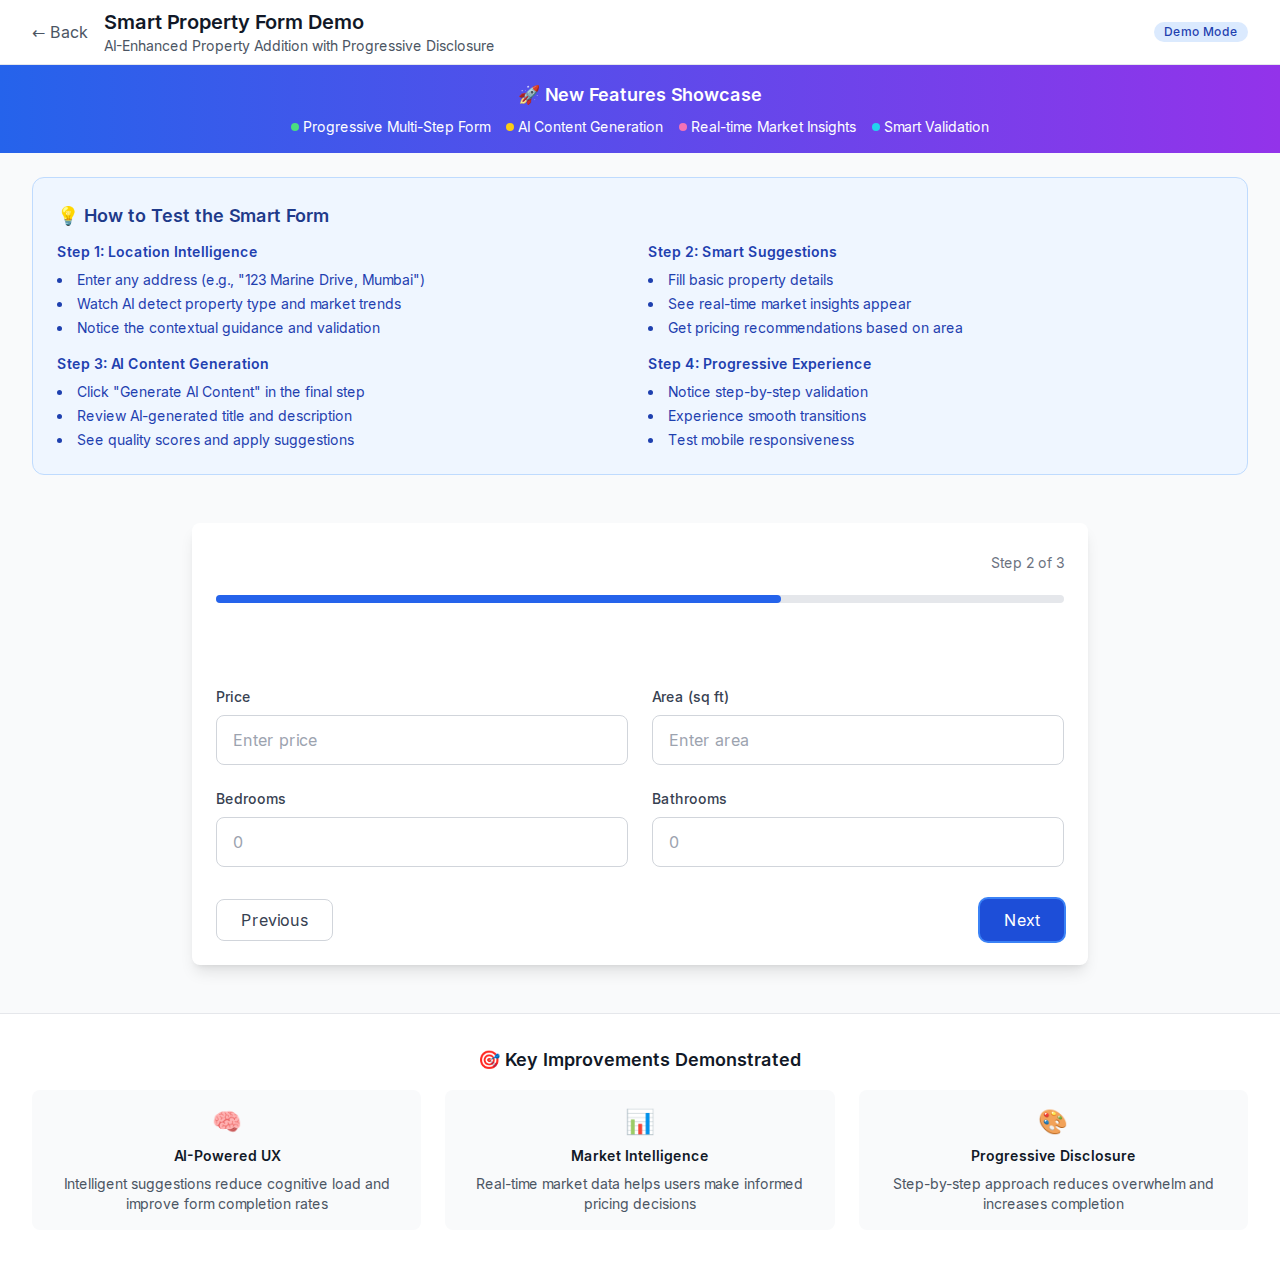 ← Back
Smart Property Form Demo
AI-Enhanced Property Addition with Progressive Disclosure
Demo Mode
🚀 New Features Showcase
Progressive Multi-Step Form
AI Content Generation
Real-time Market Insights
Smart Validation
💡 How to Test the Smart Form
Step 1: Location Intelligence
• Enter any address (e.g., "123 Marine Drive, Mumbai")
• Watch AI detect property type and market trends
• Notice the contextual guidance and validation
Step 2: Smart Suggestions
• Fill basic property details
• See real-time market insights appear
• Get pricing recommendations based on area
Step 3: AI Content Generation
• Click "Generate AI Content" in the final step
• Review AI-generated title and description
• See quality scores and apply suggestions
Step 4: Progressive Experience
• Notice step-by-step validation
• Experience smooth transitions
• Test mobile responsiveness
Step 2 of 3
Price
Enter price
Area (sq ft)
Enter area
Bedrooms
0
Bathrooms
0
Previous
Next
🎯 Key Improvements Demonstrated
🧠
AI-Powered UX
Intelligent suggestions reduce cognitive load and
improve form completion rates
📊
Market Intelligence
Real-time market data helps users make informed
pricing decisions
🎨
Progressive Disclosure
Step-by-step approach reduces overwhelm and
increases completion